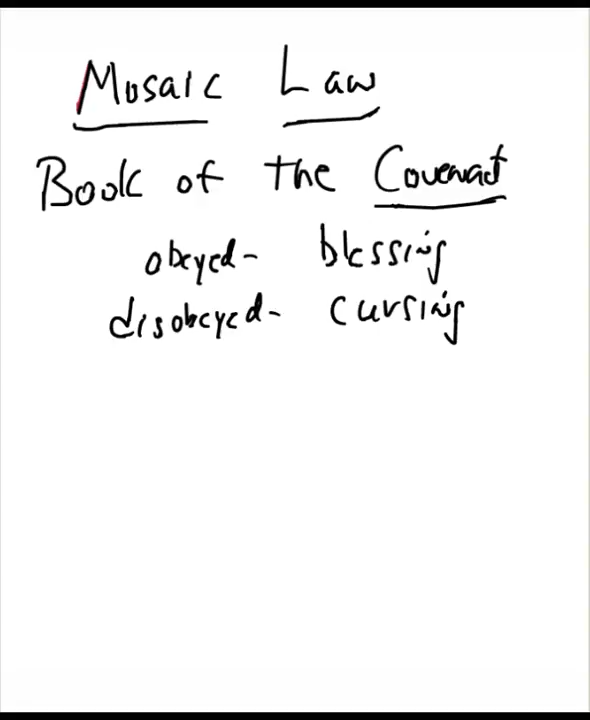 Mosaic Law
Book of the Covenant
obeyed- blessing
disobeyed- cursing